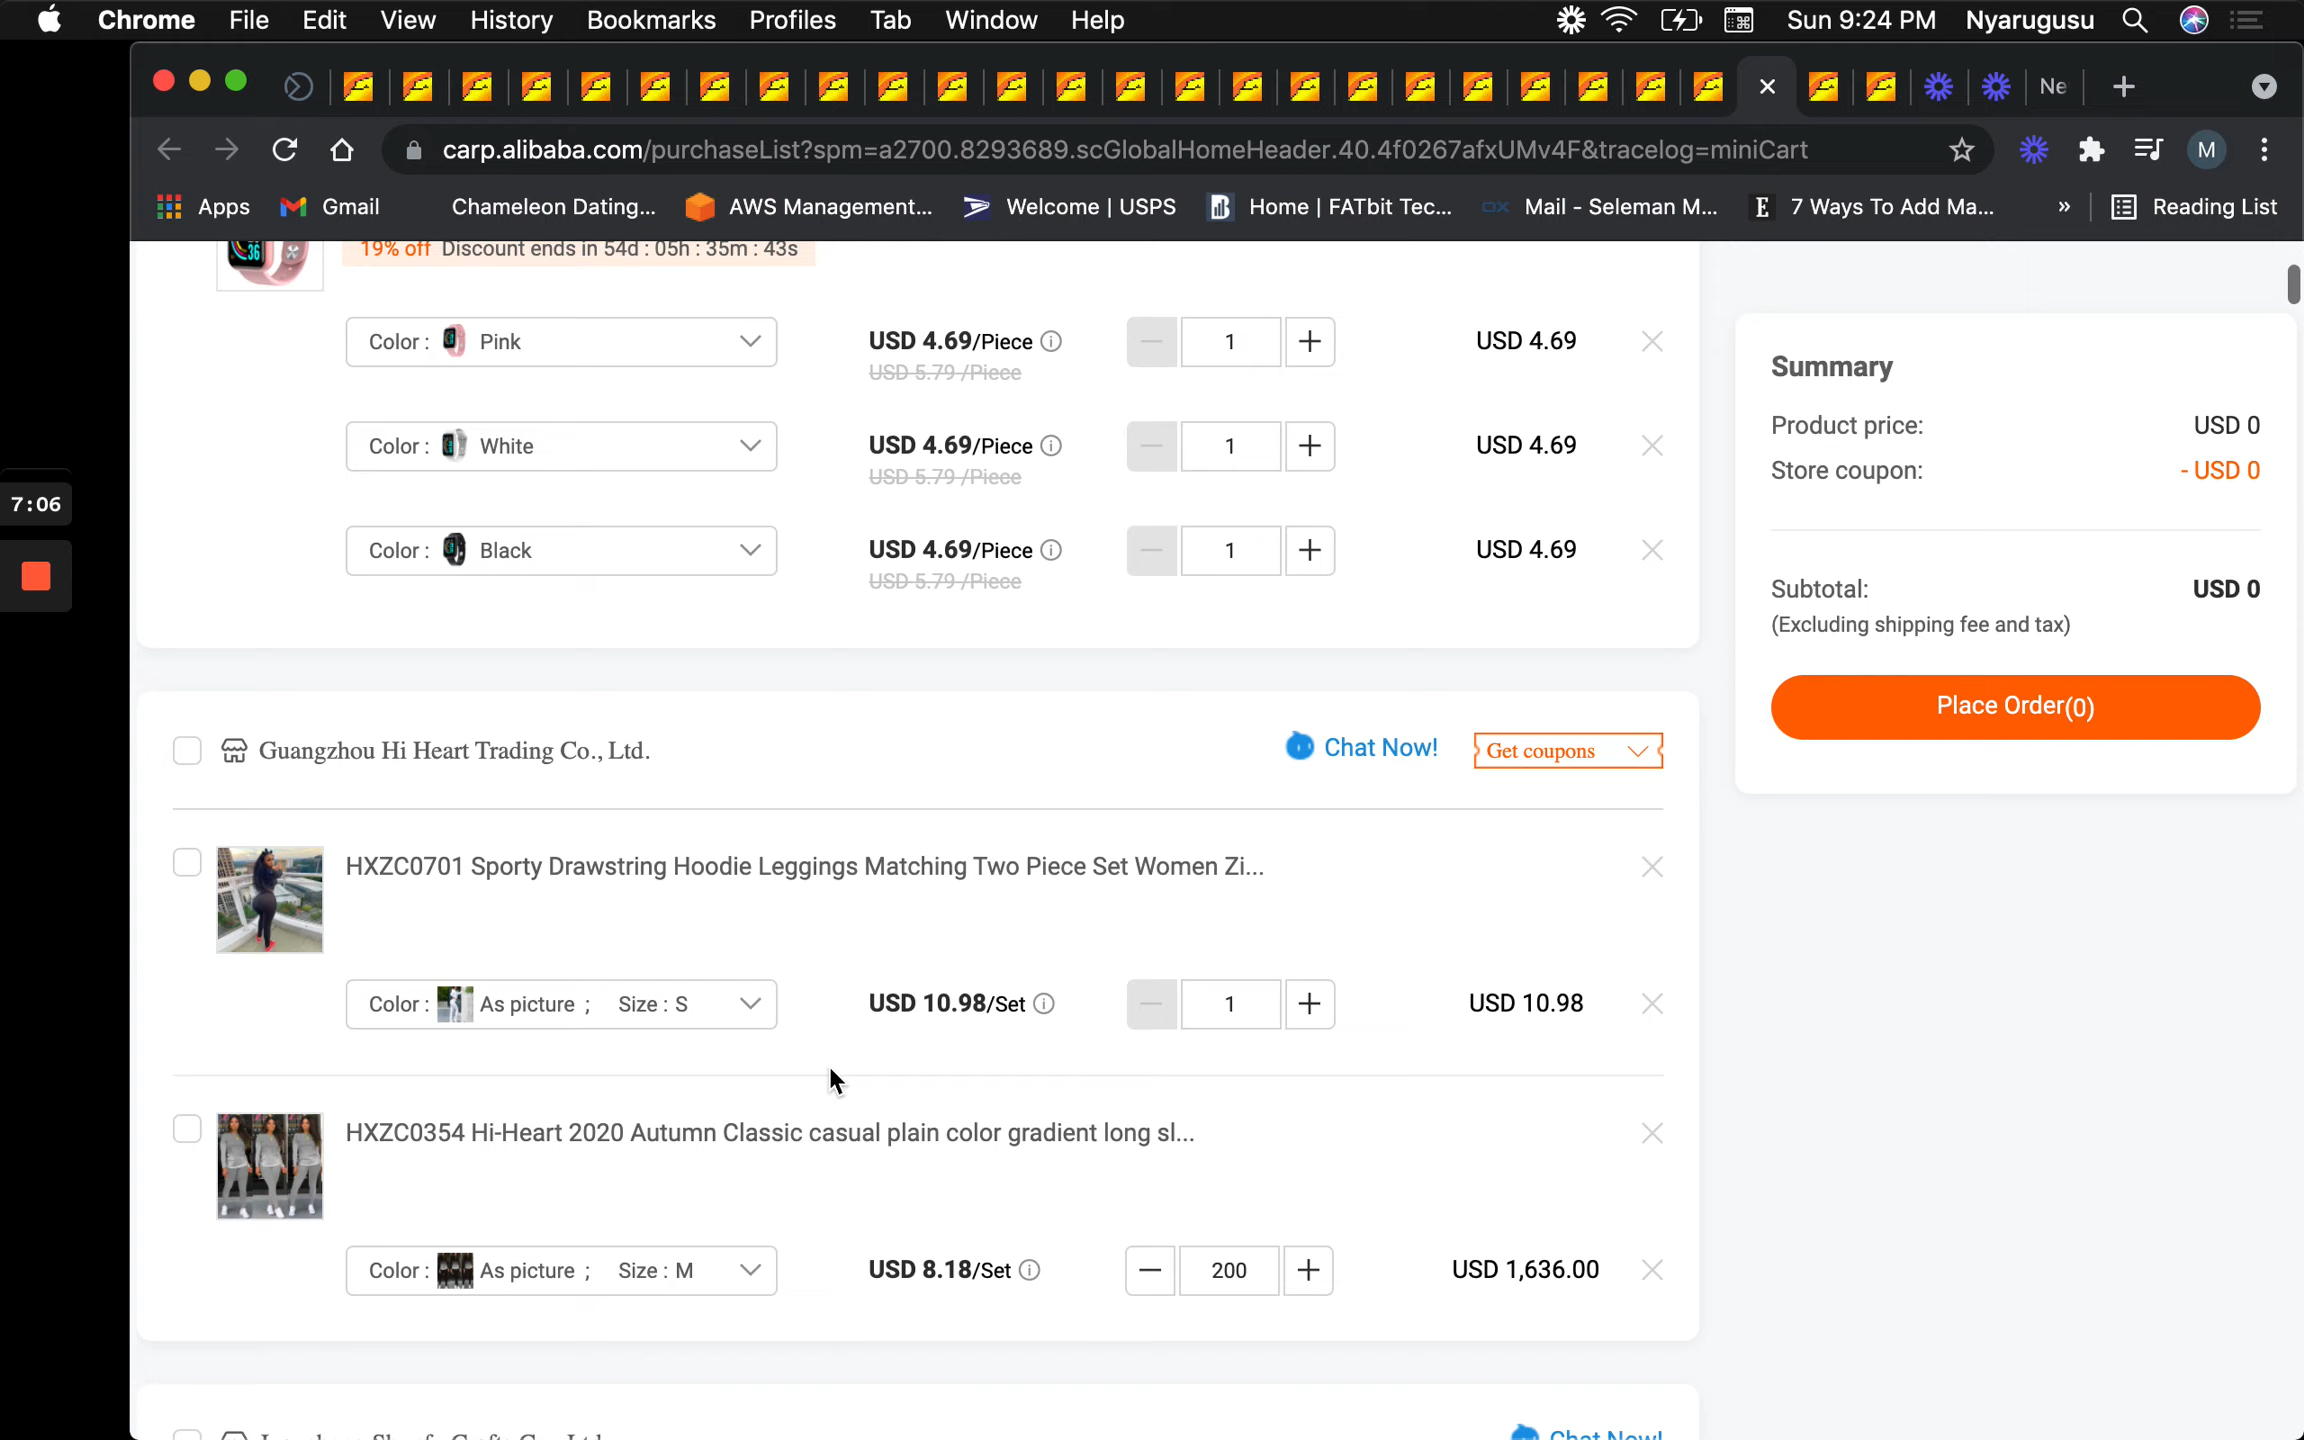 Chrome File Edit View History Bookmarks Profiles Tab Window Help Sun 9:24 PM Nyarugusu
Ne
carp.alibaba.com/purchaseList?spm=a2700.8293689.scGlobalHomeHeader.40.4f0267afxUMv4F&tracelog=miniCart M
Apps Gmail Chameleon Dating... AWS Management... Welcome | USPS Home | FATbit Tec... Mail - Seleman M... 7 Ways To Add Ma... » Reading List
19% off Discount ends in 54d : 05h : 35m : 43s
Color : Pink USD 4.69/Piece 1 USD 4.69
USD 5.79 /Piece
Color : White USD 4.69/Piece 1 USD 4.69
USD 5.79 /Piece
Color : Black USD 4.69/Piece 1 USD 4.69
USD 5.79 /Piece
7:06
Summary
Product price: USD 0
Store coupon: - USD 0
Subtotal: USD 0
(Excluding shipping fee and tax)
Place Order(0)
Guangzhou Hi Heart Trading Co., Ltd. Chat Now! Get coupons
HXZC0701 Sporty Drawstring Hoodie Leggings Matching Two Piece Set Women Zi...
Color : As picture ; Size : S USD 10.98/Set 1 USD 10.98
HXZC0354 Hi-Heart 2020 Autumn Classic casual plain color gradient long sl...
Color : As picture ; Size : M USD 8.18/Set 200 USD 1,636.00
Chat Now!